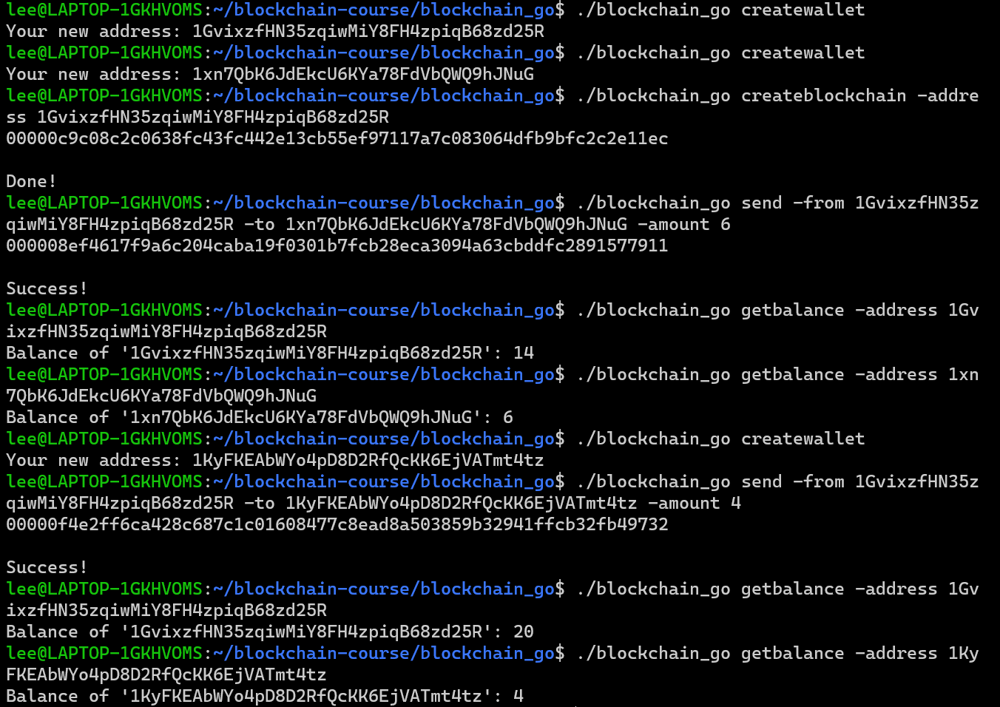 lee@LAPTOP-1GKHVOMS:~/blockchain-course/blockchain_go$ ./blockchain_go createwallet
Your new address: 1GvixzfHN35zqiwMiY8FH4zpiqB68zd25R
lee@LAPTOP-1GKHVOMS:~/blockchain-course/blockchain_go$ ./blockchain_go createwallet
Your new address: 1xn7QbK6JdEkcU6KYa78FdVbQWQ9hJNuG
lee@LAPTOP-1GKHVOMS:~/blockchain-course/blockchain_go$ ./blockchain_go createblockchain -addre
ss 1GvixzfHN35zqiwMiY8FH4zpiqB68zd25R
00000c9c08c2c0638fc43fc442e13cb55ef97117a7c083064dfb9bfc2c2e11ec

Done!
lee@LAPTOP-1GKHVOMS:~/blockchain-course/blockchain_go$ ./blockchain_go send -from 1GvixzfHN35z
qiwMiY8FH4zpiqB68zd25R -to 1xn7QbK6JdEkcU6KYa78FdVbQWQ9hJNuG -amount 6
000008ef4617f9a6c204caba19f0301b7fcb28eca3094a63cbddfc2891577911

Success!
lee@LAPTOP-1GKHVOMS:~/blockchain-course/blockchain_go$ ./blockchain_go getbalance -address 1Gv
ixzfHN35zqiwMiY8FH4zpiqB68zd25R
Balance of '1GvixzfHN35zqiwMiY8FH4zpiqB68zd25R': 14
lee@LAPTOP-1GKHVOMS:~/blockchain-course/blockchain_go$ ./blockchain_go getbalance -address 1xn
7QbK6JdEkcU6KYa78FdVbQWQ9hJNuG
Balance of '1xn7QbK6JdEkcU6KYa78FdVbQWQ9hJNuG': 6
lee@LAPTOP-1GKHVOMS:~/blockchain-course/blockchain_go$ ./blockchain_go createwallet
Your new address: 1KyFKEAbWYo4pD8D2RfQcKK6EjVATmt4tz
lee@LAPTOP-1GKHVOMS:~/blockchain-course/blockchain_go$ ./blockchain_go send -from 1GvixzfHN35z
qiwMiY8FH4zpiqB68zd25R -to 1KyFKEAbWYo4pD8D2RfQcKK6EjVATmt4tz -amount 4
00000f4e2ff6ca428c687c1c01608477c8ead8a503859b32941ffcb32fb49732

Success!
lee@LAPTOP-1GKHVOMS:~/blockchain-course/blockchain_go$ ./blockchain_go getbalance -address 1Gv
ixzfHN35zqiwMiY8FH4zpiqB68zd25R
Balance of '1GvixzfHN35zqiwMiY8FH4zpiqB68zd25R': 20
lee@LAPTOP-1GKHVOMS:~/blockchain-course/blockchain_go$ ./blockchain_go getbalance -address 1Ky
FKEAbWYo4pD8D2RfQcKK6EjVATmt4tz
Balance of '1KyFKEAbWYo4pD8D2RfQcKK6EjVATmt4tz': 4